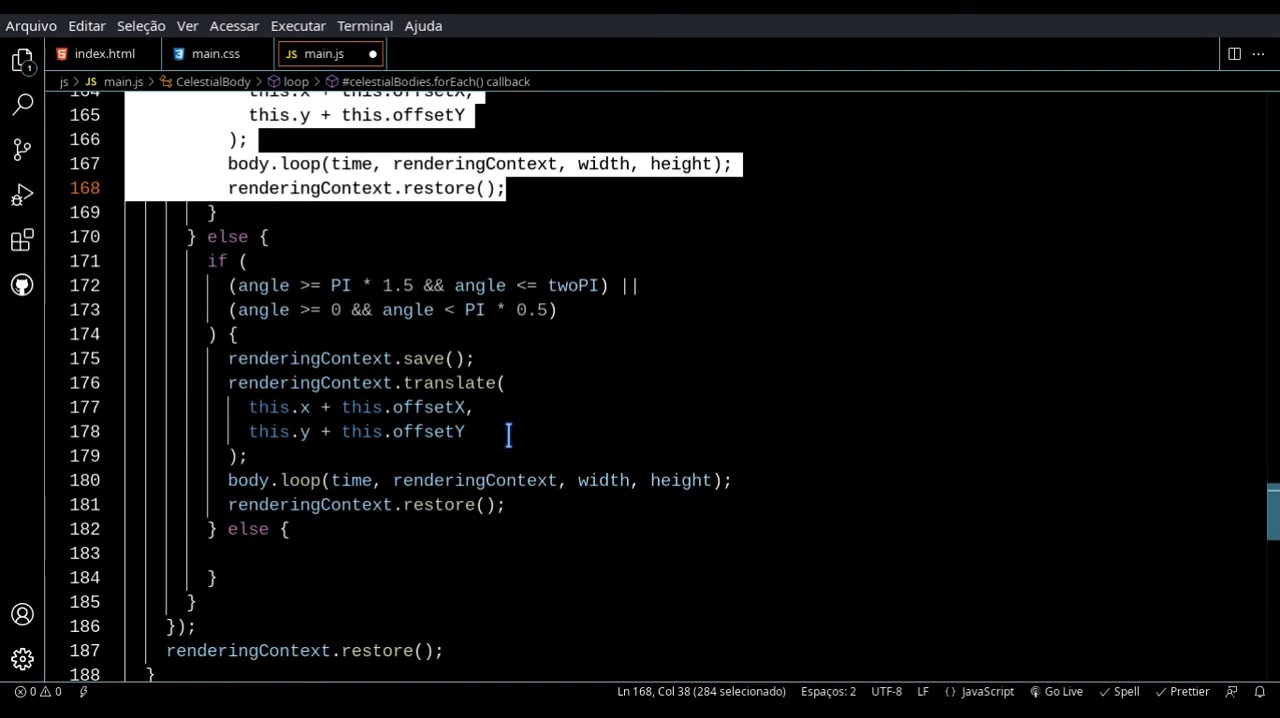 Arquivo Editar Seleção Ver Acessar Executar Terminal Ajuda
index.html main.css JS main.js
js > JS main.js > CelestialBody > loop > #celestialBodies.forEach() callback
164 this.x + this.offsetX,
165 this.y + this.offsetY
166 );
167 body.loop(time, renderingContext, width, height);
168 renderingContext.restore();
169 }
170 } else {
171 if (
172 (angle >= PI * 1.5 && angle <= twoPI) ||
173 (angle >= 0 && angle < PI * 0.5)
174 ) {
175 renderingContext.save();
176 renderingContext.translate(
177 this.x + this.offsetX,
178 this.y + this.offsetY
179 );
180 body.loop(time, renderingContext, width, height);
181 renderingContext.restore();
182 } else {
183
184 }
185 }
186 });
187 renderingContext.restore();
188 }
1
0 0 Ln 168, Col 38 (284 selecionado) Espaços: 2 UTF-8 LF {} JavaScript Go Live Spell Prettier